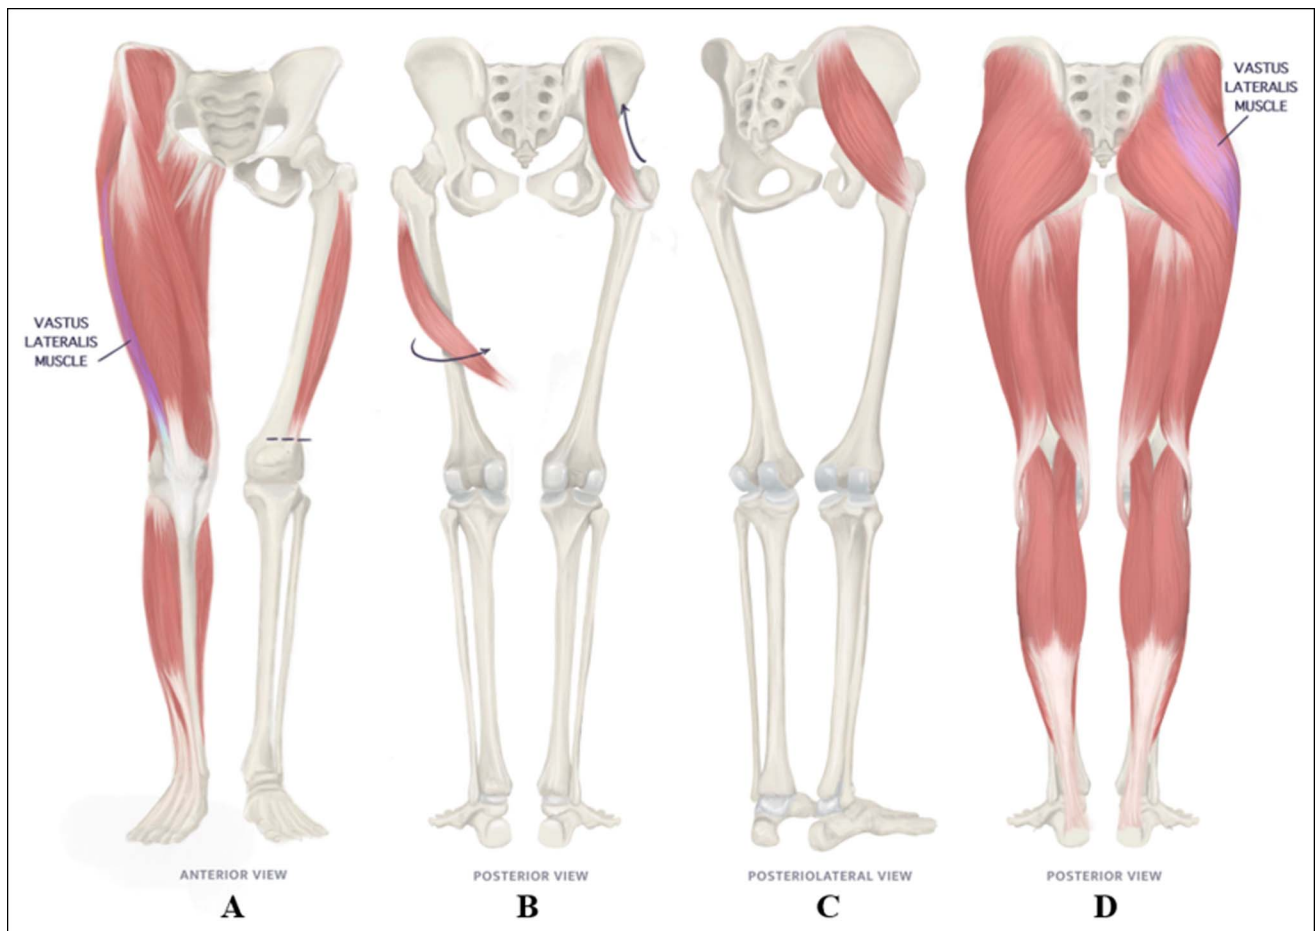 VASTUS
LATERALIS
MUSCLE
VASTUS
LATERALIS
MUSCLE
ANTERIOR VIEW
POSTERIOR VIEW
POSTERIOLATERAL VIEW
POSTERIOR VIEW
A
B
C
D